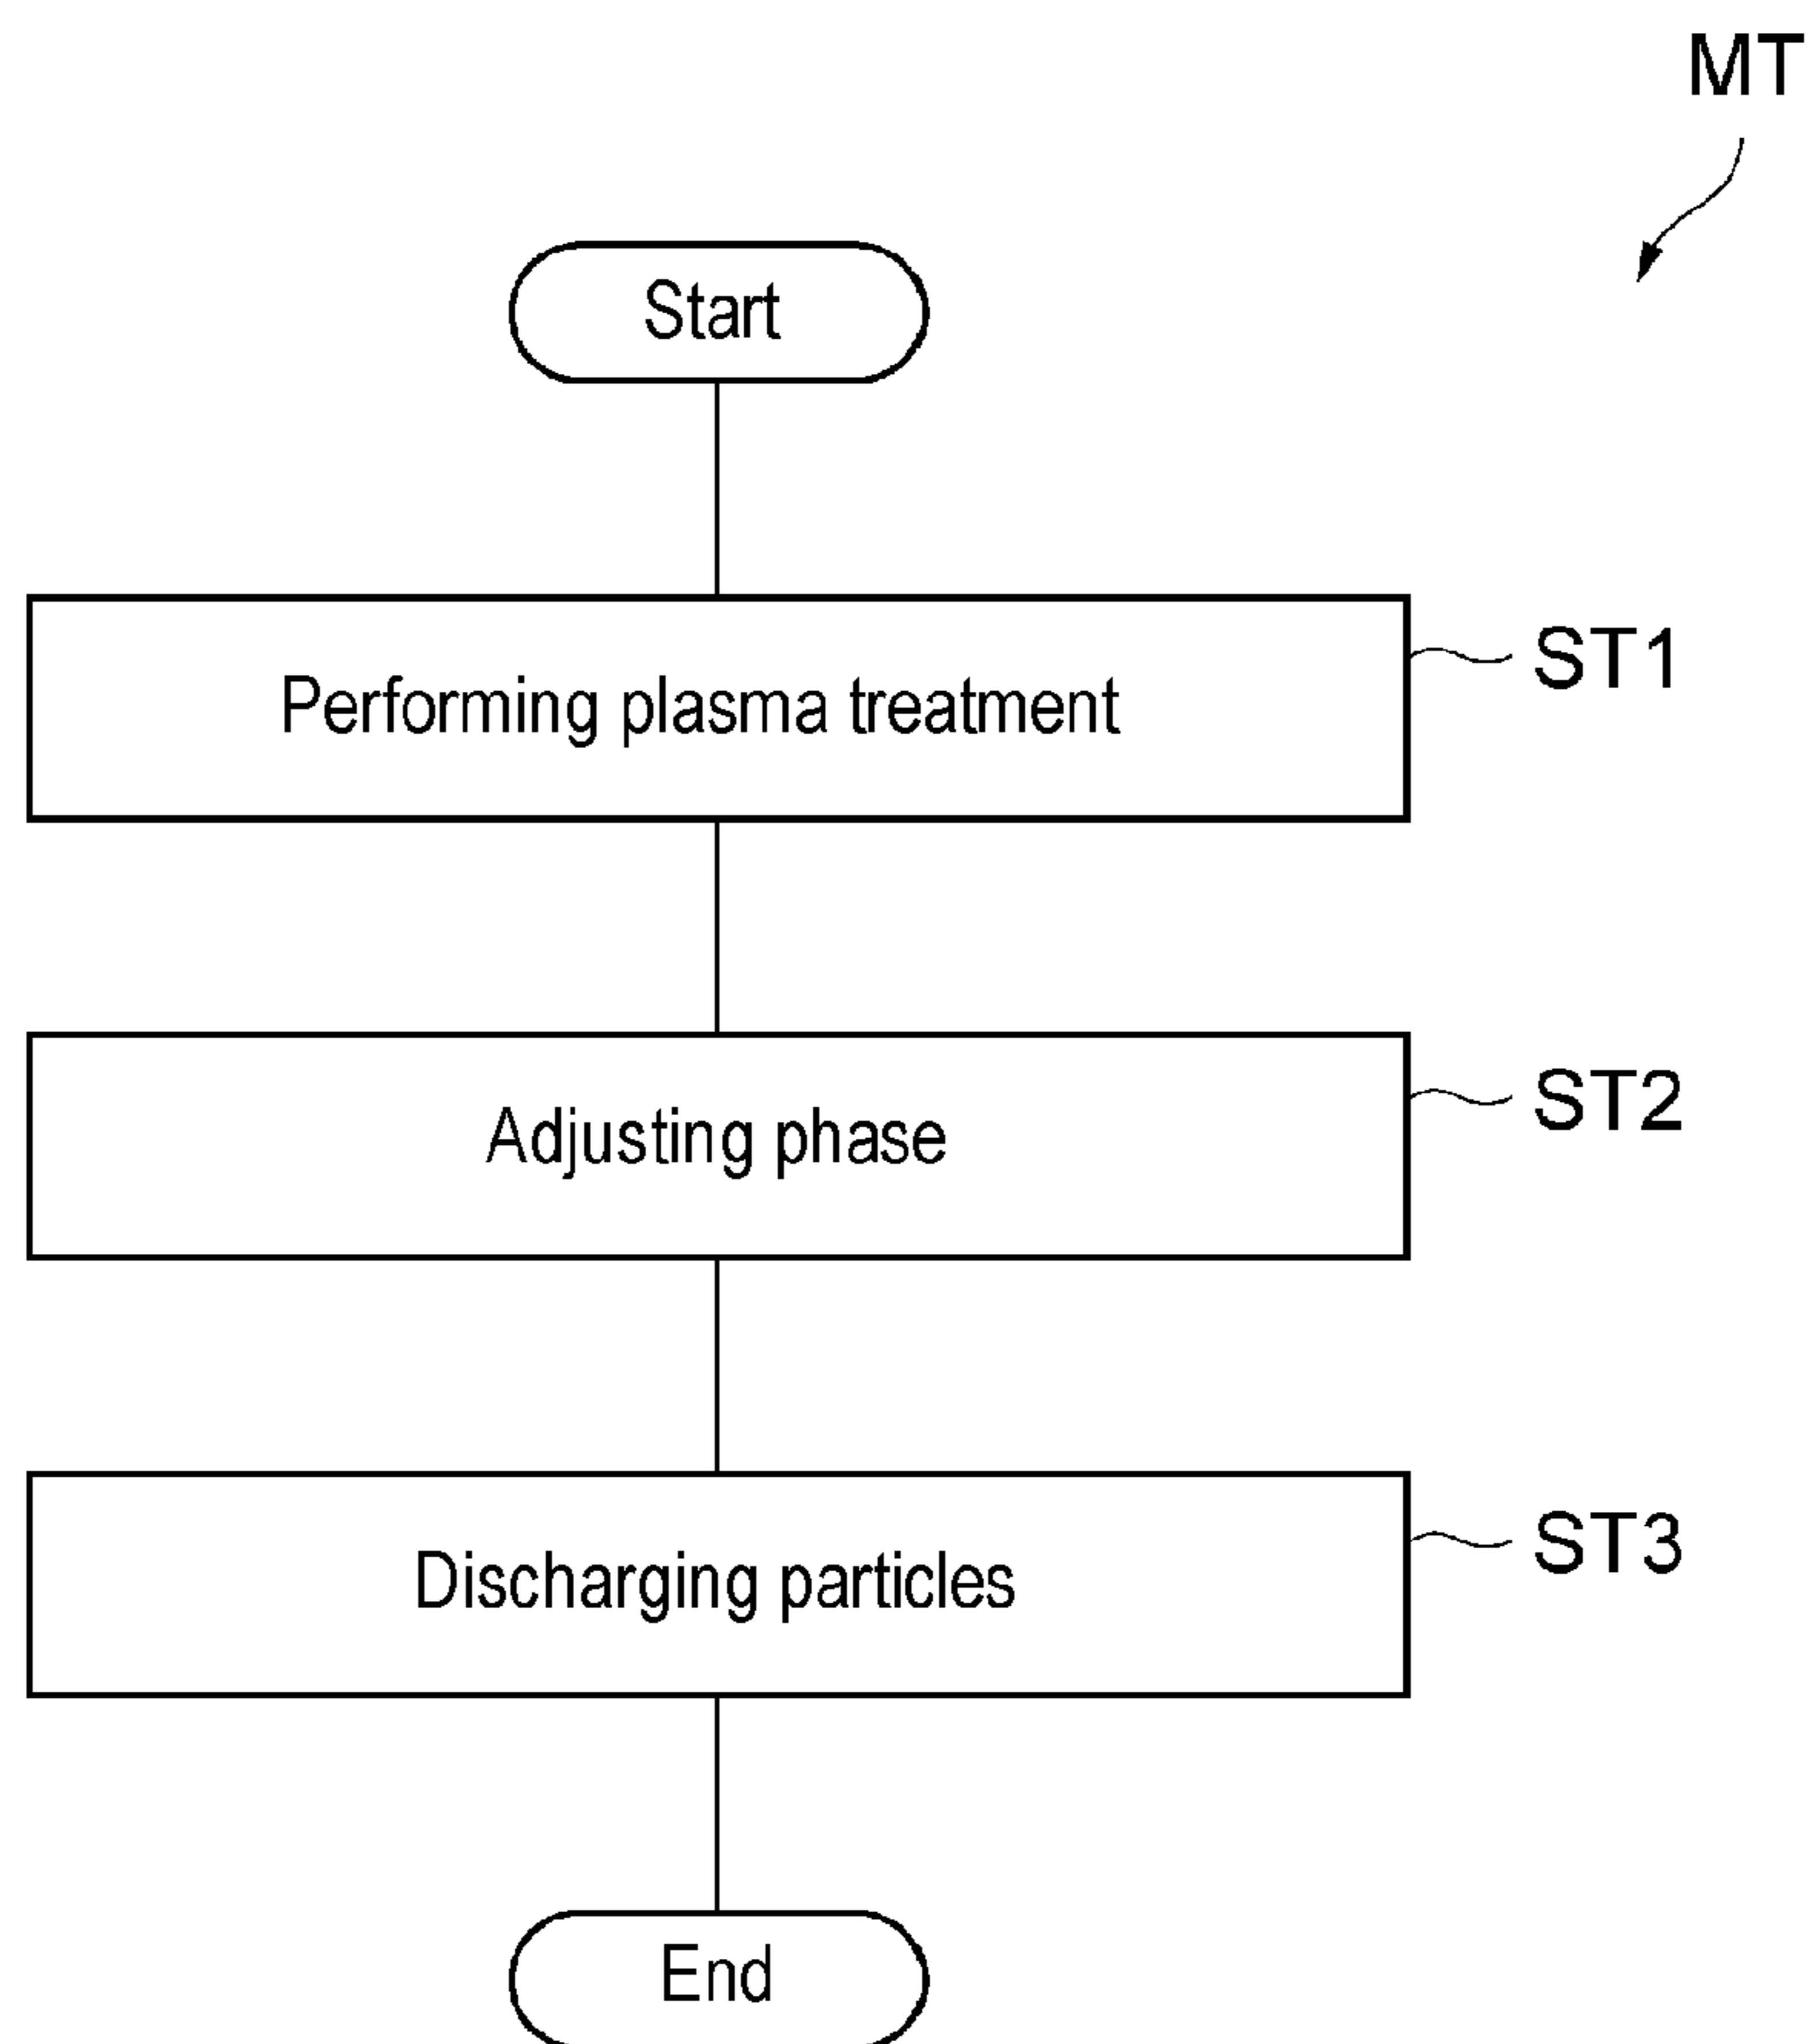 MT
Start
Performing plasma treatment
ST1
Adjusting phase
ST2
Discharging particles
ST3
End